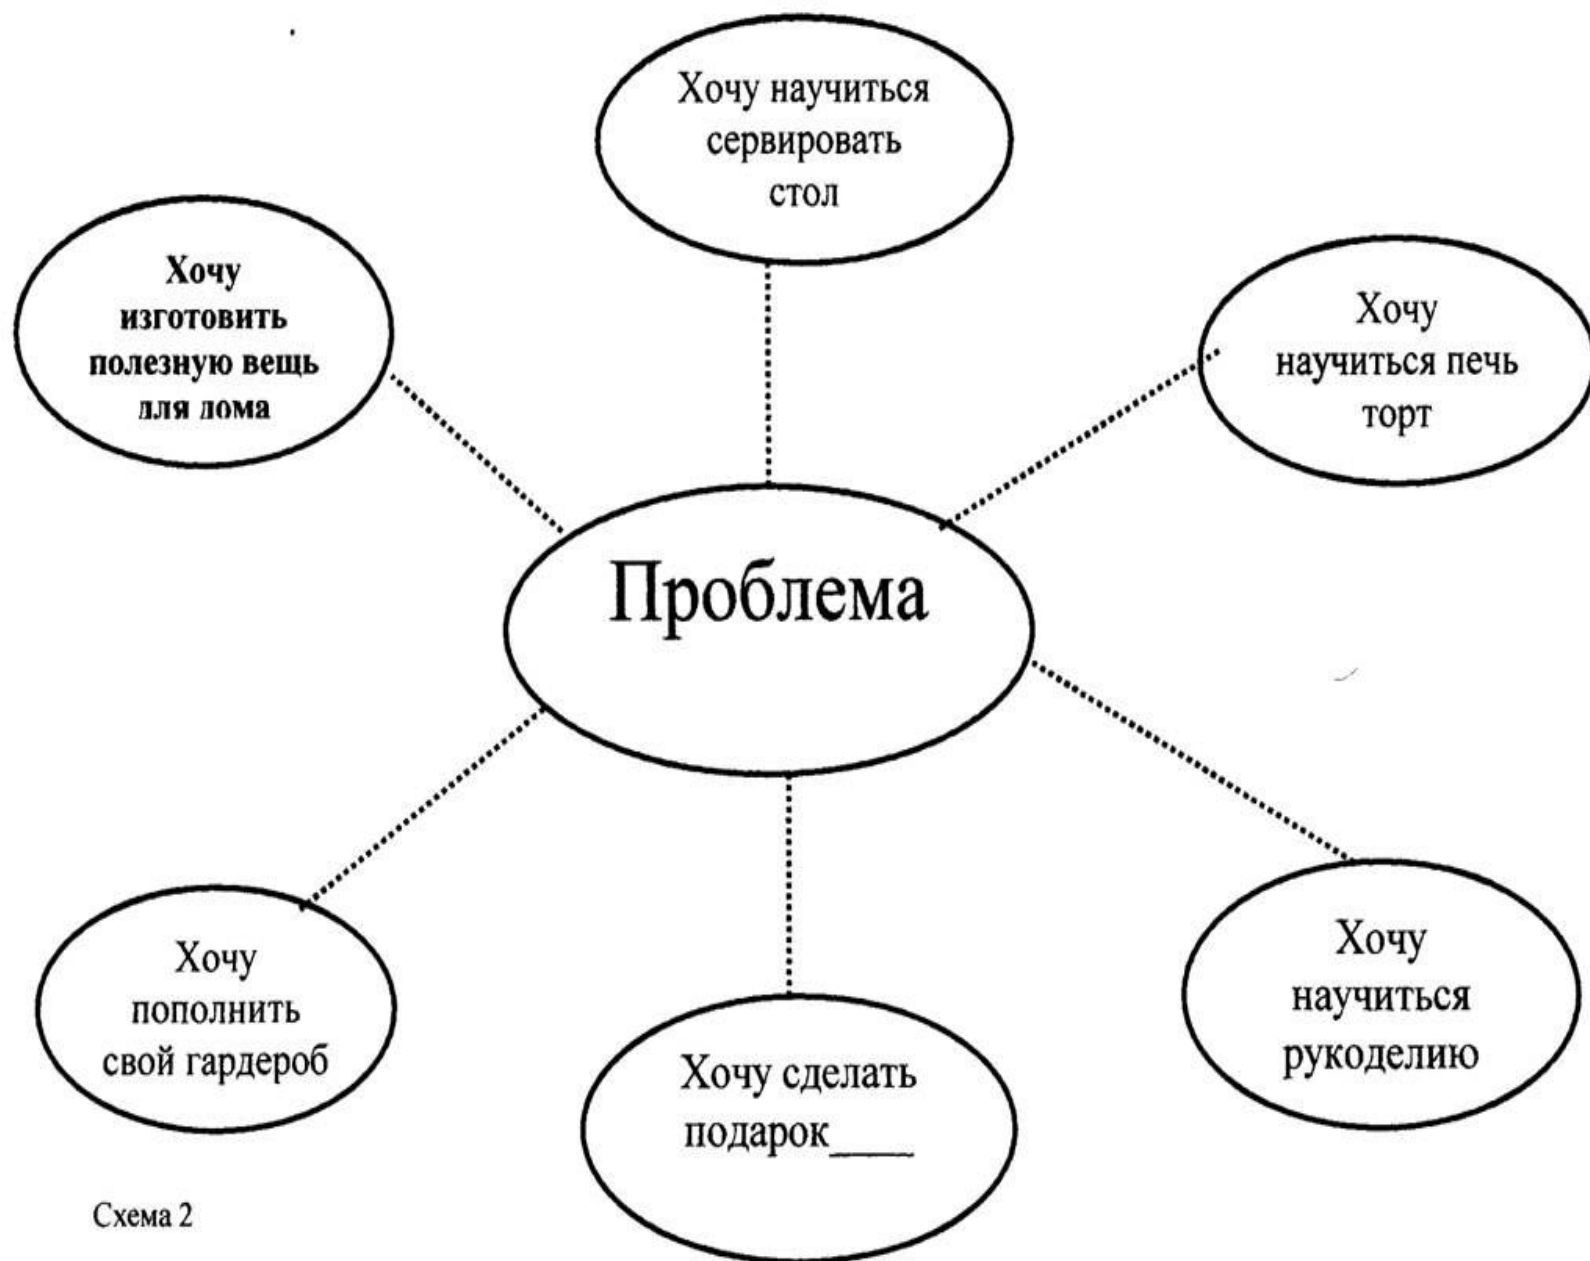 Хочу научиться
сервировать
стол
Хочу
изготовить
полезную вещь
для дома
Хочу
научиться печь
торт
Проблема
Хочу
пополнить
свой гардероб
Хочу сделать
подарок____
Хочу
научиться
рукоделию
Схема 2